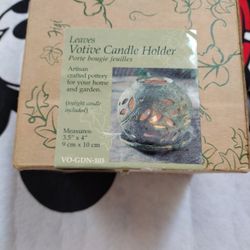 Leaves
Votive Candle Holder
Porte bougie feuilles
Artisan
crafted pottery
for your home
and garden.
(tealight candle
included)
Measures:
3.5" x 4"
9 cm x 10 cm
VO-GDN-103
the